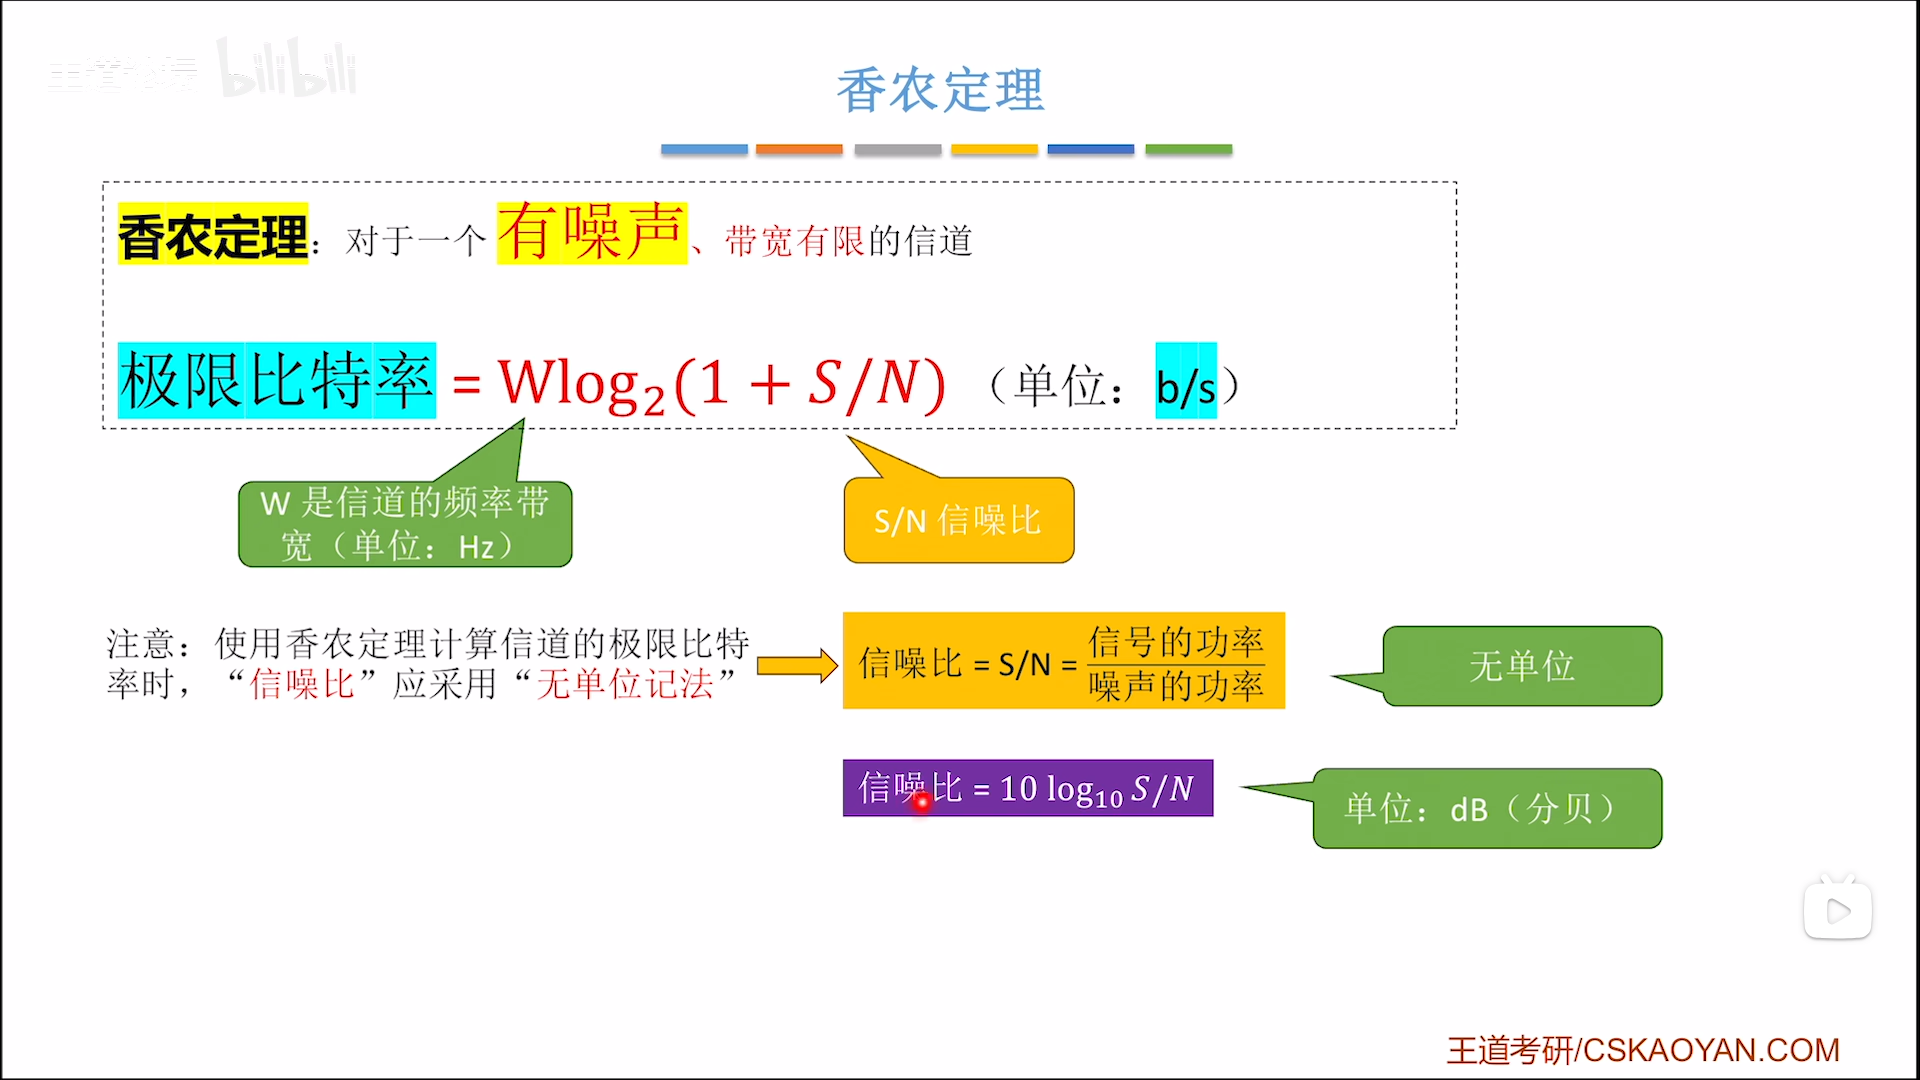 王道论坛 bilibili
香农定理
香农定理：对于一个 有噪声、带宽有限的信道
极限比特率 = Wlog₂(1 + S/N)（单位：b/s）
W 是信道的频率带
宽（单位：Hz）
S/N 信噪比
注意：使用香农定理计算信道的极限比特
率时，“信噪比”应采用“无单位记法”
信噪比 = S/N = 信号的功率
噪声的功率
无单位
信噪比 = 10 log₁₀ S/N
单位：dB（分贝）
王道考研/CSKAOYAN.COM